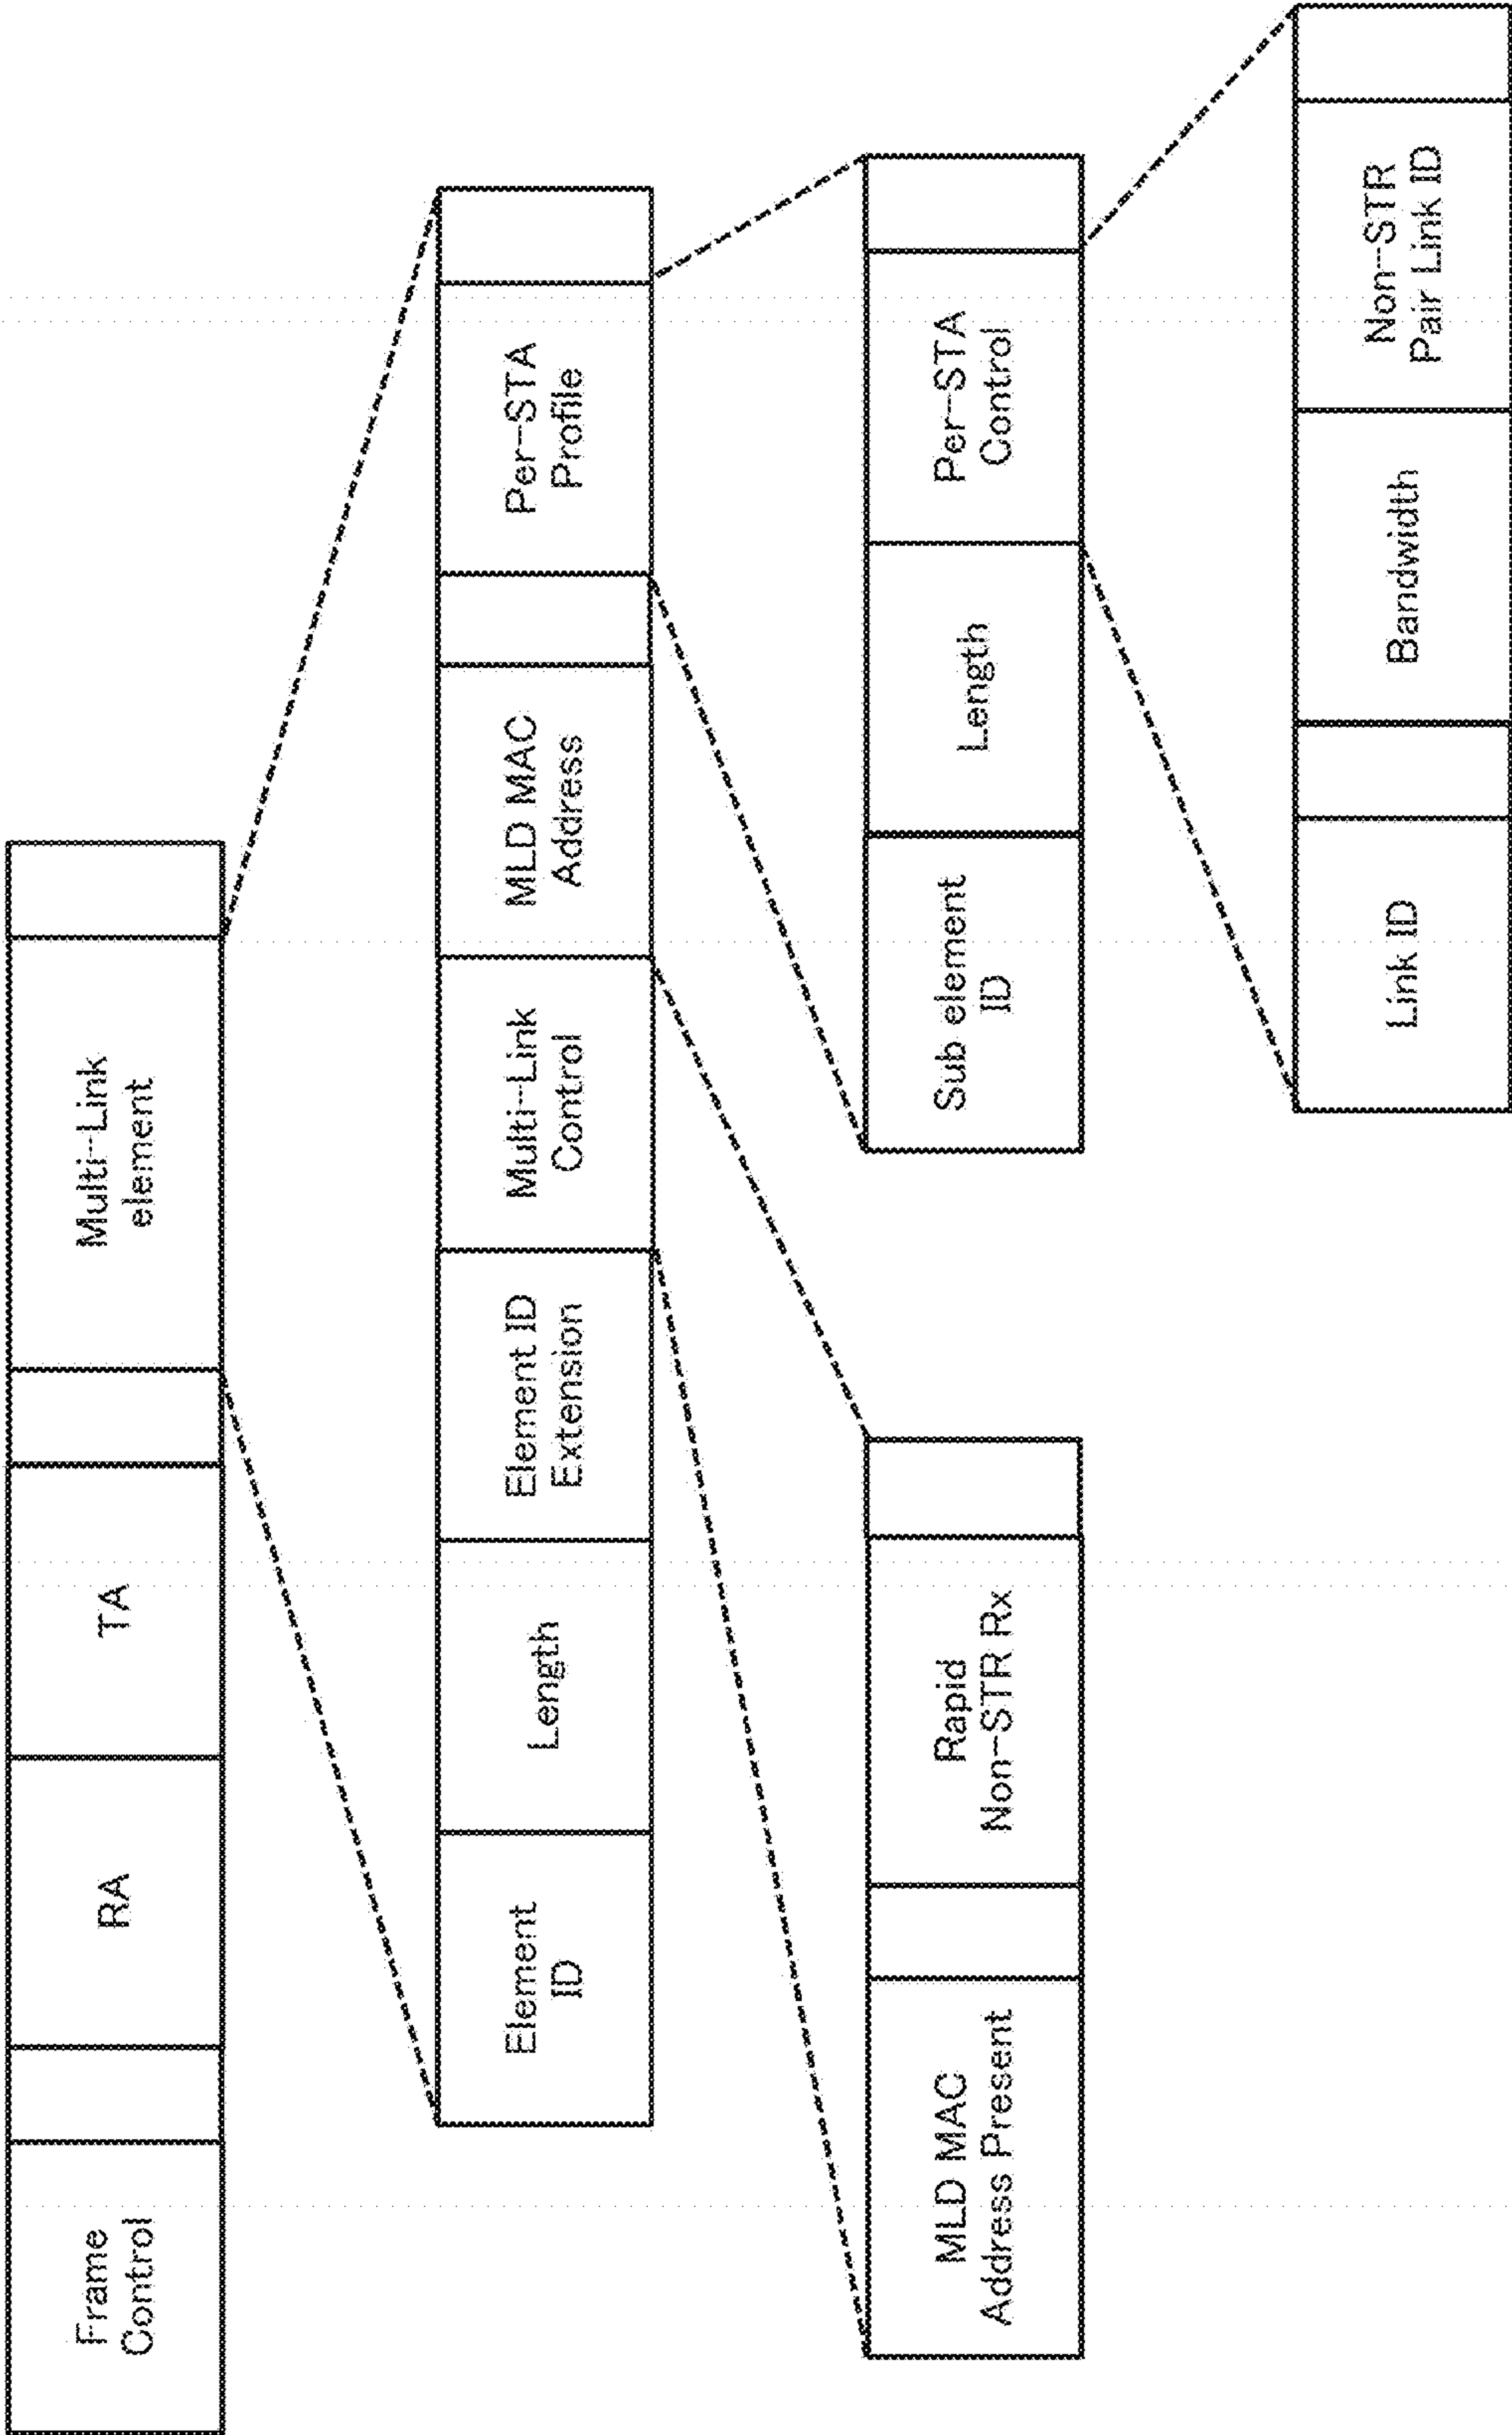 Frame
Control
RA
TA
Multi-Link
element
Element
ID
Length
Element ID
Extension
Multi-Link
Control
MLD MAC
Address
Per-STA
Profile
MLD MAC
Address Present
Rapid
Non-STR Rx
Sub element
ID
Length
Per-STA
Control
Link ID
Bandwidth
Non-STR
Pair Link ID